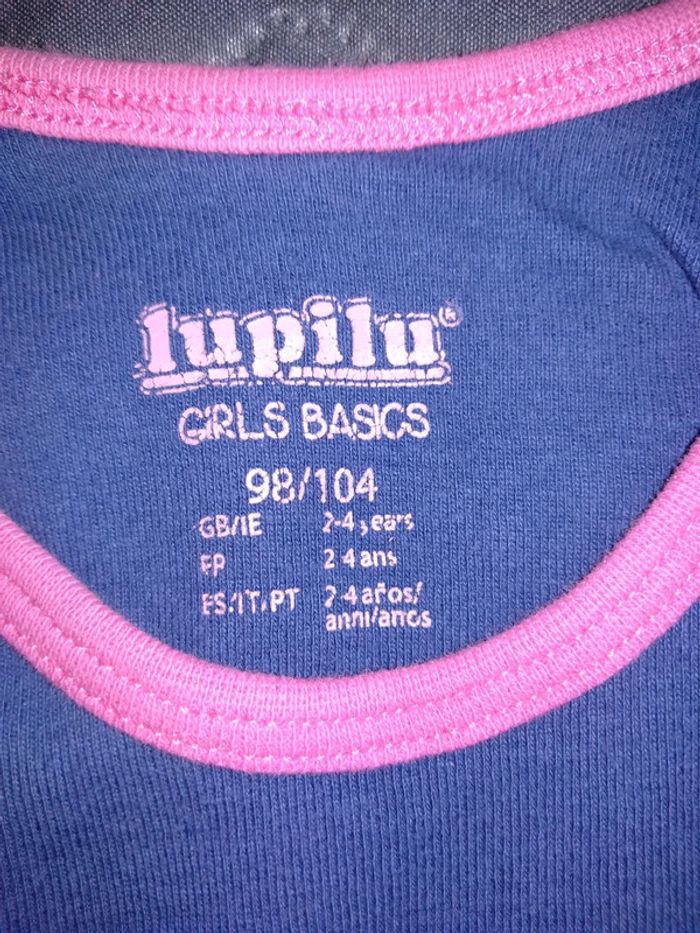 lupilu®
GIRLS BASICS
98/104
GB/IE 2-4 years
FR 2-4 ans
ES/IT/PT 2-4 años/
anni/anos